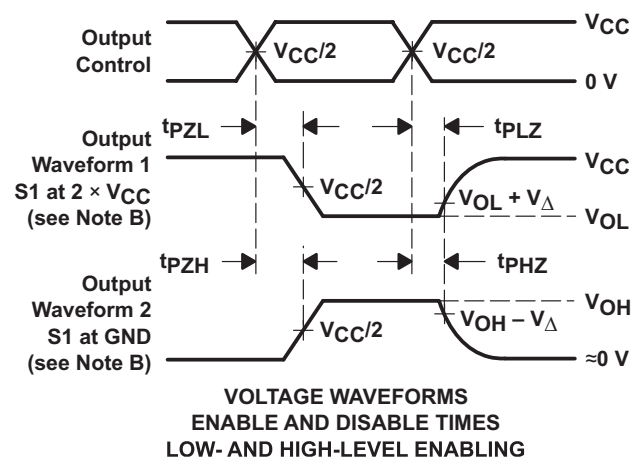 Output
Control
VCC/2
VCC/2
VCC
0 V
tPZL
tPLZ
Output
Waveform 1
S1 at 2 × VCC
(see Note B)
VCC/2
VCC
VOL + VΔ
VOL
tPZH
tPHZ
Output
Waveform 2
S1 at GND
(see Note B)
VCC/2
VOH
VOH – VΔ
≈0 V
VOLTAGE WAVEFORMS
ENABLE AND DISABLE TIMES
LOW- AND HIGH-LEVEL ENABLING